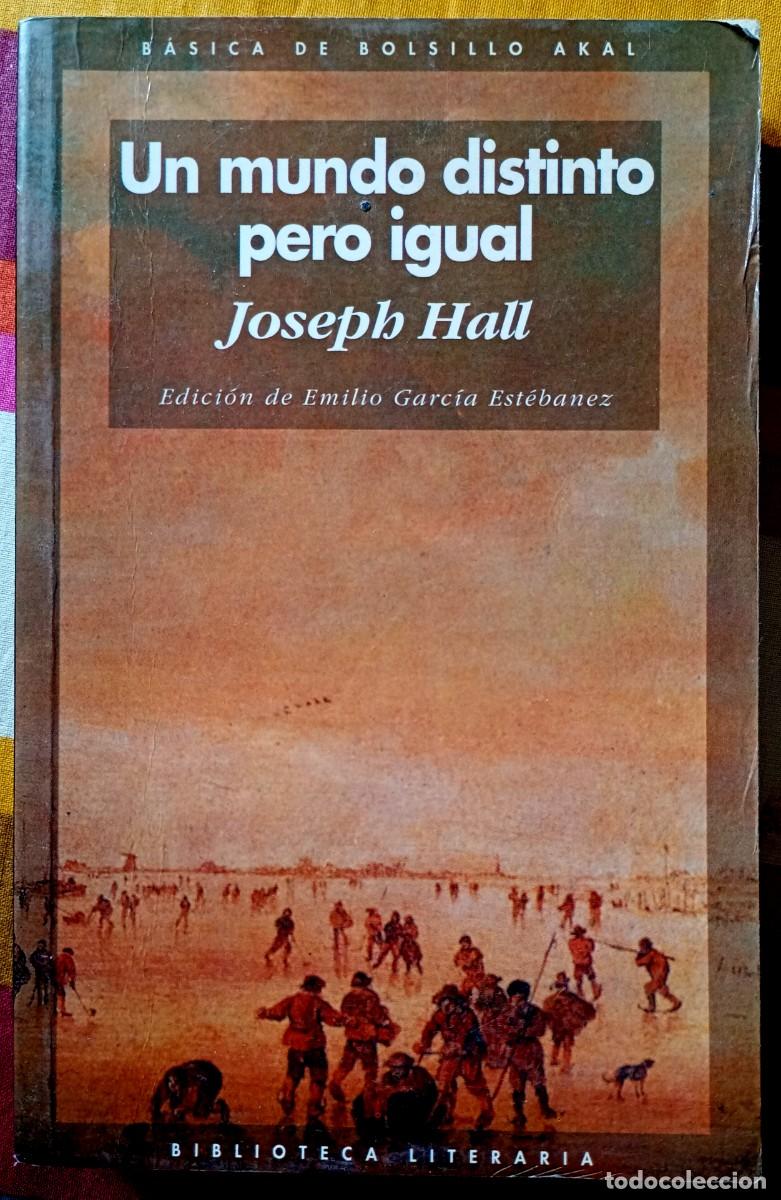 BÁSICA DE BOLSILLO AKAL
Un mundo distinto
pero igual
Joseph Hall
Edición de Emilio García Estébanez
BIBLIOTECA LITERARIA
todocoleccion